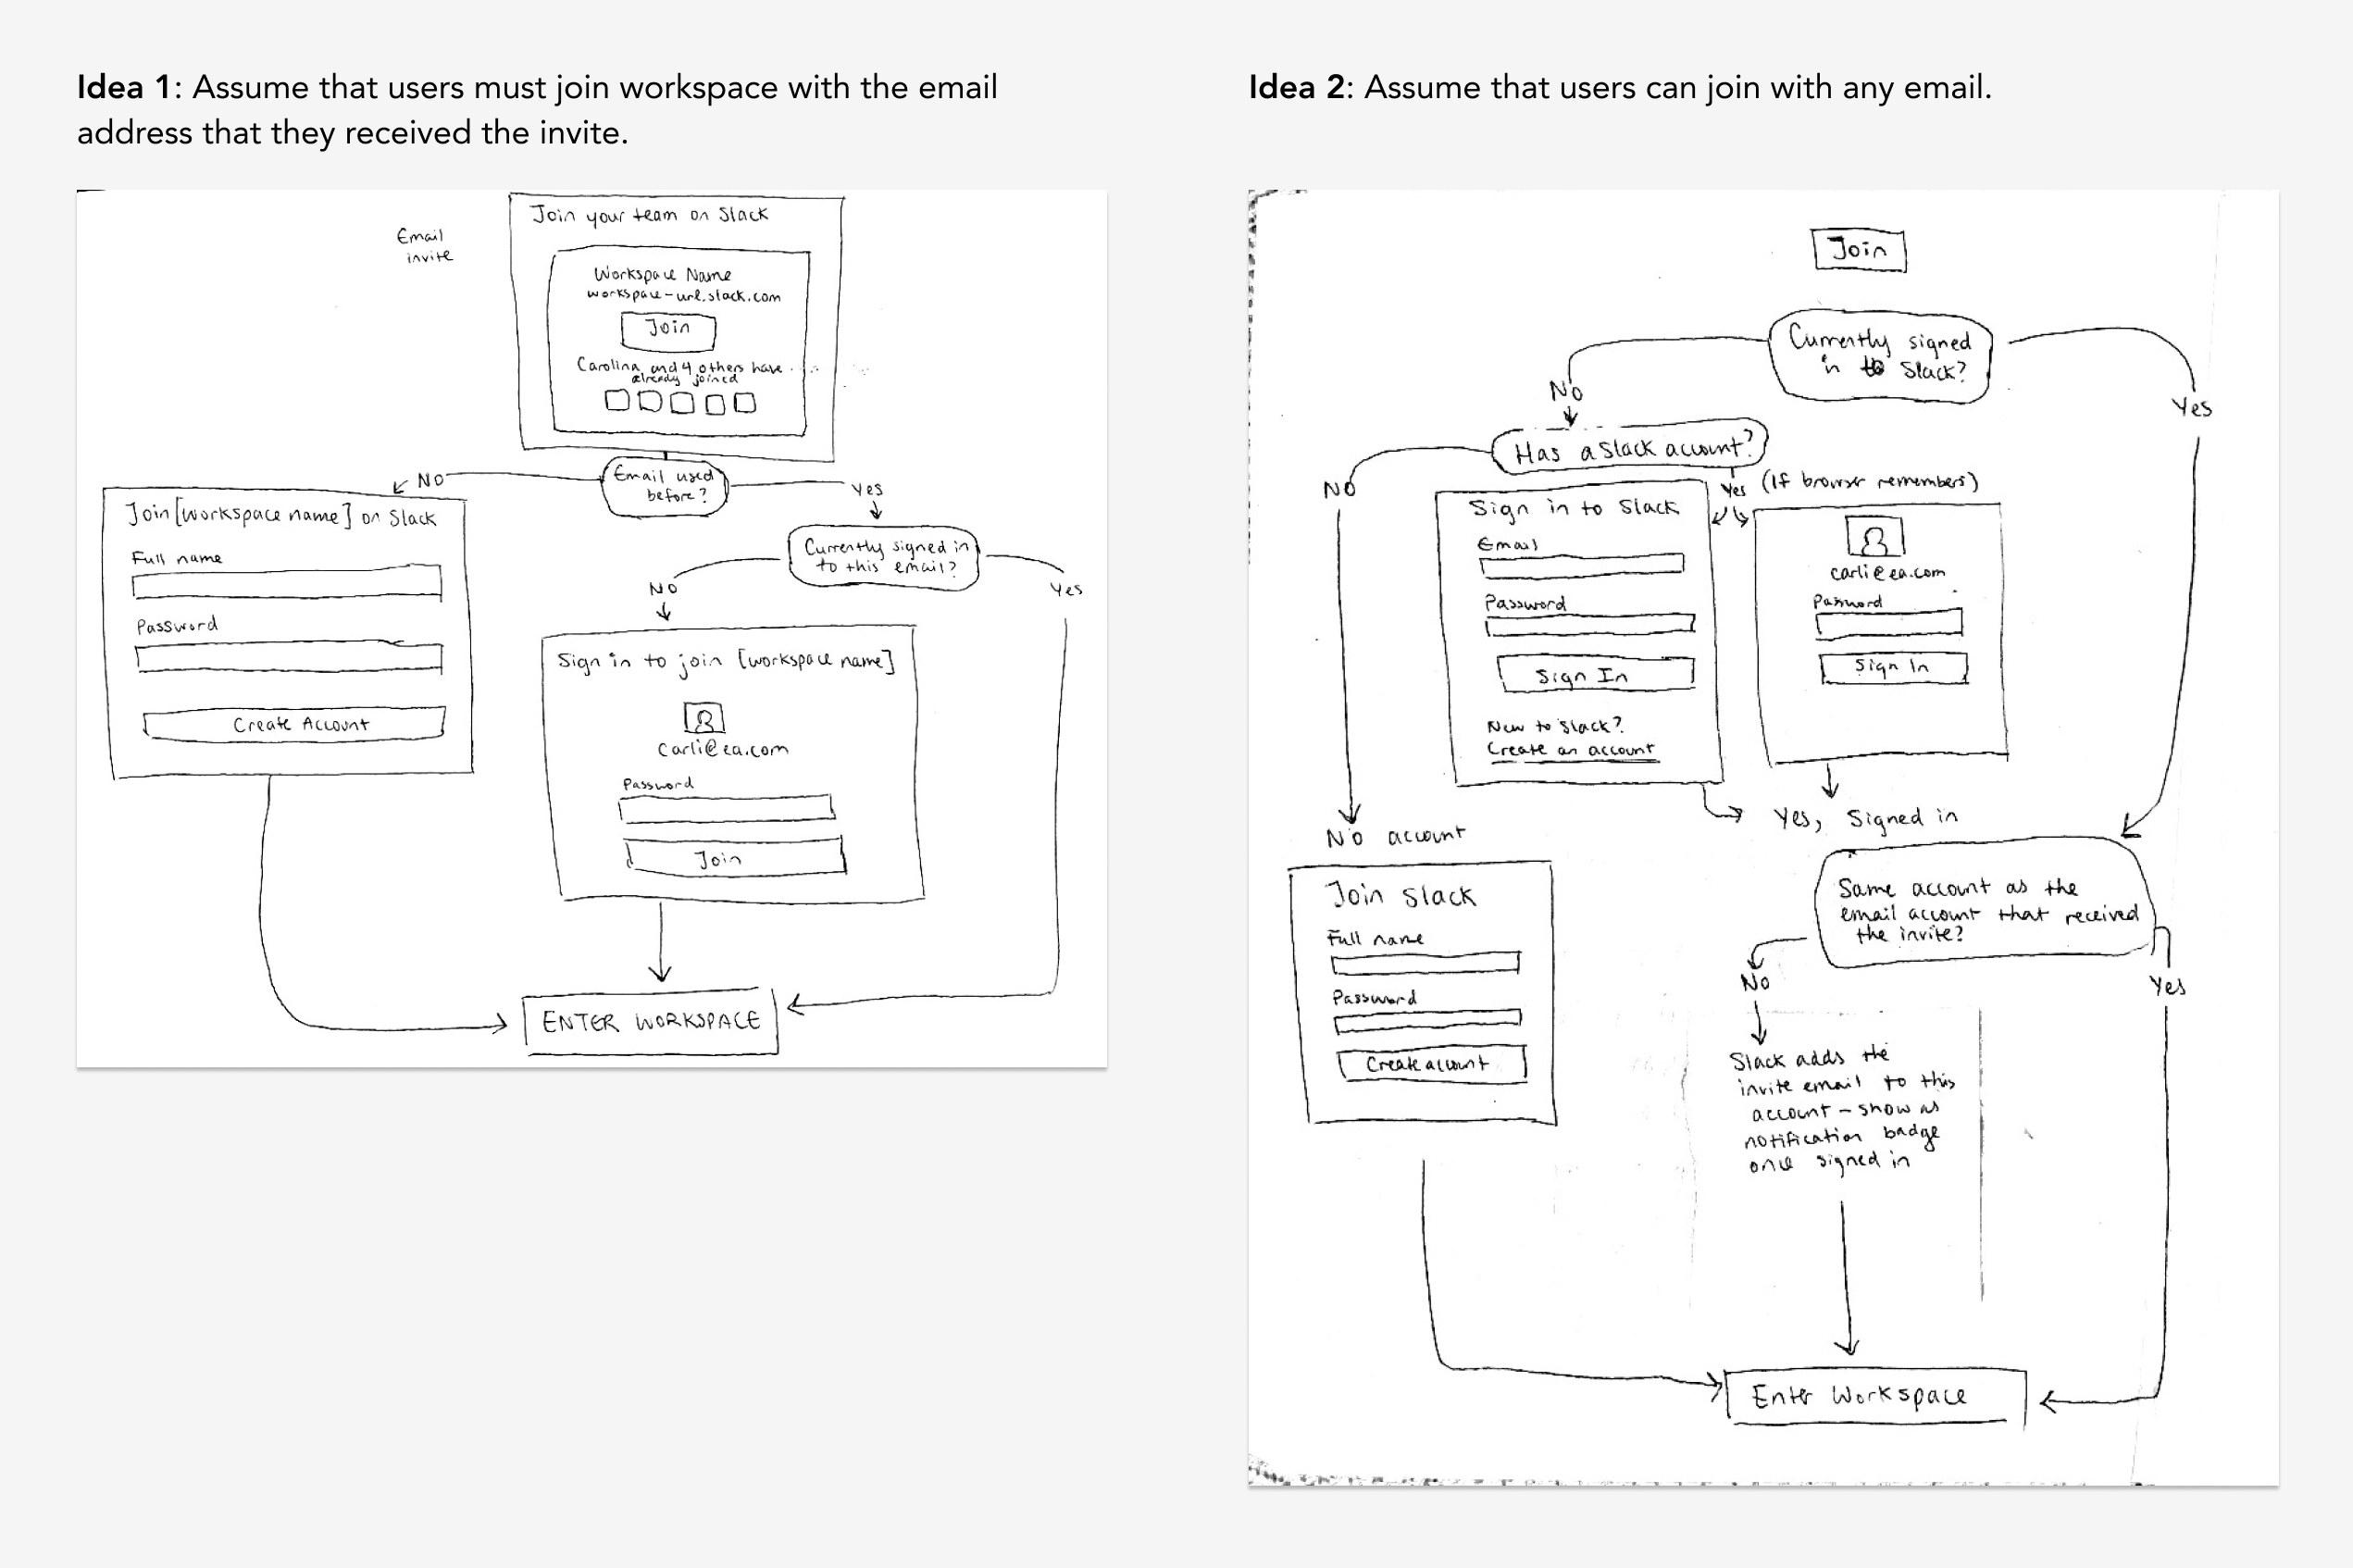 Idea 1: Assume that users must join workspace with the email
address that they received the invite.
Email
invite
Join your team on Slack
Workspace Name
workspace-url.slack.com
Join
Carolina and 4 others have
already joined
Email used
before?
NO
Yes
Join [workspace name] on Slack
Full name
Password
Create Account
Currently signed in
to this email?
NO
Yes
Sign in to join [workspace name]
carli@ea.com
Password
Join
ENTER WORKSPACE
Idea 2: Assume that users can join with any email.
Join
Currently signed
in to Slack?
No
Yes
Has a Slack account?
NO
Yes (If browser remembers)
Sign in to Slack
Email
Password
Sign In
New to Slack?
Create an account
carli@ea.com
Password
Sign In
Yes, Signed in
No account
Join Slack
Full name
Password
Create account
Same account as the
email account that received
the invite?
No
Yes
Slack adds the
invite email to this
account - show as
notification badge
once signed in
Enter Workspace